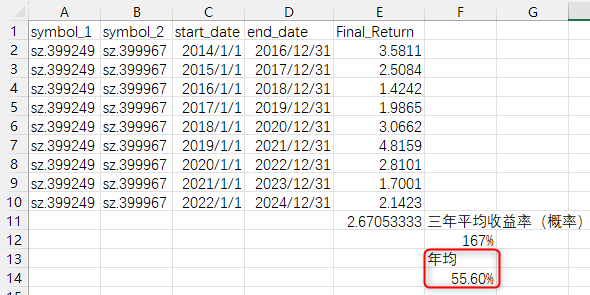 A B C D E F G
1 symbol_1 symbol_2 start_date end_date Final_Return
2 sz.399249 sz.399967 2014/1/1 2016/12/31 3.5811
3 sz.399249 sz.399967 2015/1/1 2017/12/31 2.5084
4 sz.399249 sz.399967 2016/1/1 2018/12/31 1.4242
5 sz.399249 sz.399967 2017/1/1 2019/12/31 1.9865
6 sz.399249 sz.399967 2018/1/1 2020/12/31 3.0662
7 sz.399249 sz.399967 2019/1/1 2021/12/31 4.8159
8 sz.399249 sz.399967 2020/1/1 2022/12/31 2.8101
9 sz.399249 sz.399967 2021/1/1 2023/12/31 1.7001
10 sz.399249 sz.399967 2022/1/1 2024/12/31 2.1423
11 2.67053333 三年平均收益率（概率）
12 167%
13 年均
14 55.60%